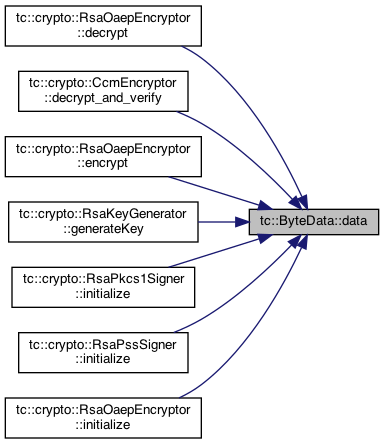 tc::crypto::RsaOaepEncryptor
::decrypt
tc::crypto::CcmEncryptor
::decrypt_and_verify
tc::crypto::RsaOaepEncryptor
::encrypt
tc::crypto::RsaKeyGenerator
::generateKey
tc::ByteData::data
tc::crypto::RsaPkcs1Signer
::initialize
tc::crypto::RsaPssSigner
::initialize
tc::crypto::RsaOaepEncryptor
::initialize